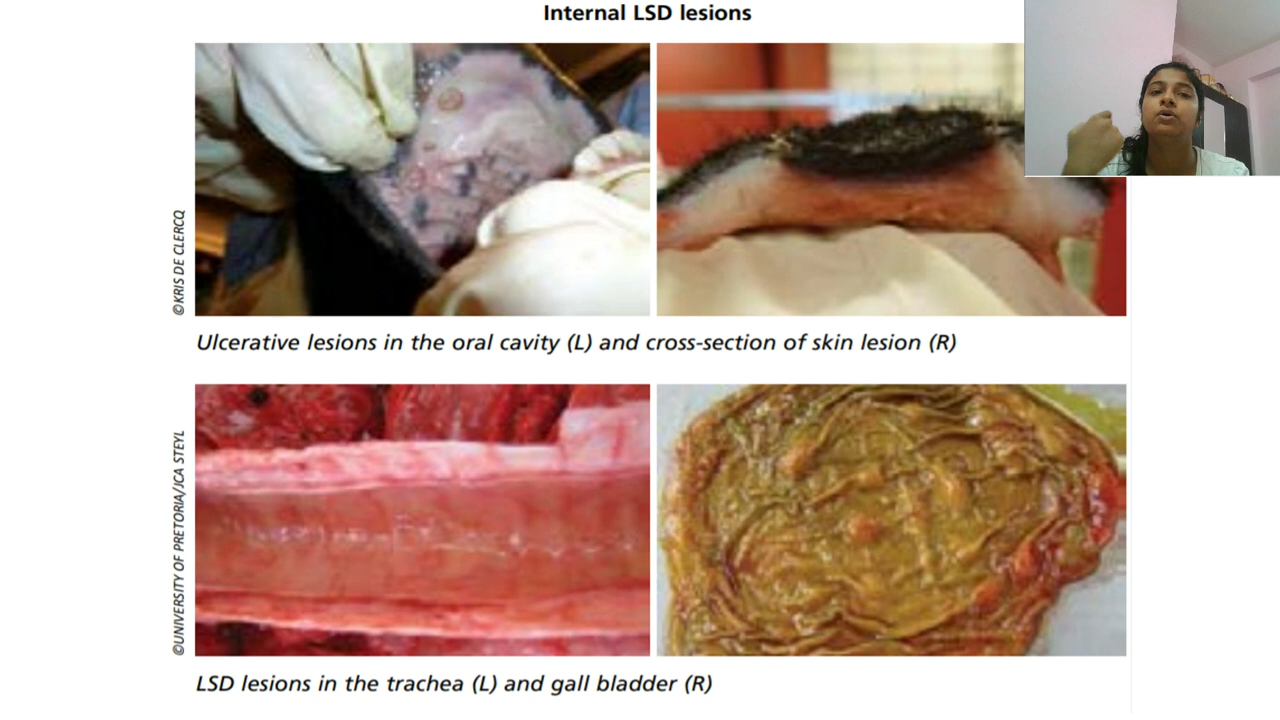 Internal LSD lesions
©KRIS DE CLERCQ
Ulcerative lesions in the oral cavity (L) and cross-section of skin lesion (R)
©UNIVERSITY OF PRETORIA/JCA STEYL
LSD lesions in the trachea (L) and gall bladder (R)